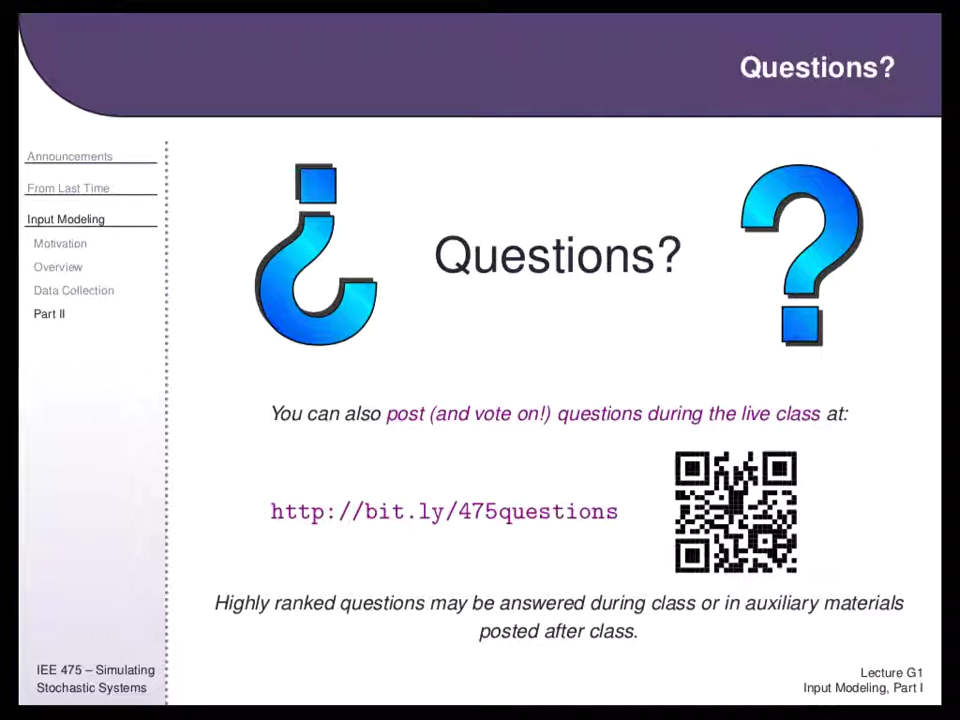 Questions?
Announcements
From Last Time
Input Modeling
Motivation
Overview
Data Collection
Part II
¿ Questions? ?
You can also post (and vote on!) questions during the live class at:
http://bit.ly/475questions
Highly ranked questions may be answered during class or in auxiliary materials
posted after class.
IEE 475 – Simulating
Stochastic Systems
Lecture G1
Input Modeling, Part I